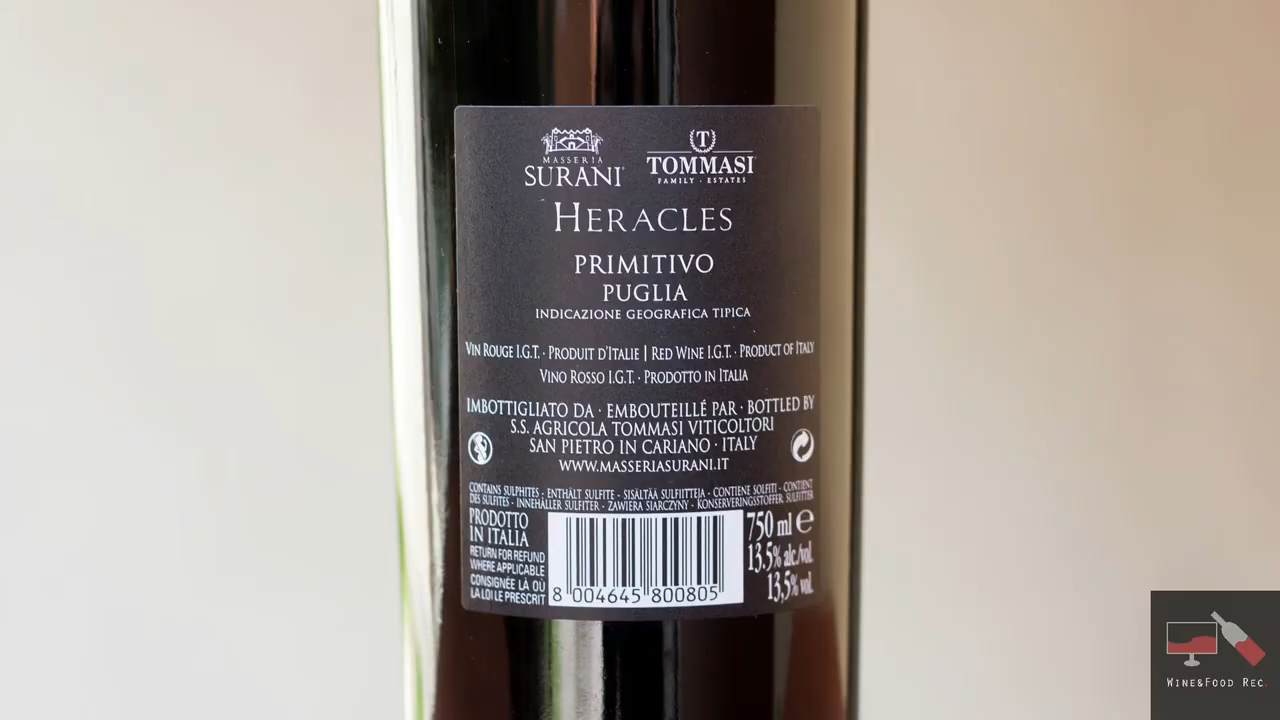 MASSERIA
SURANI
T
TOMMASI
FAMILY · ESTATES
HERACLES
PRIMITIVO
PUGLIA
INDICAZIONE GEOGRAFICA TIPICA
VIN ROUGE I.G.T. · PRODUIT D'ITALIE | RED WINE I.G.T. · PRODUCT OF ITALY
VINO ROSSO I.G.T. · PRODOTTO IN ITALIA
IMBOTTIGLIATO DA · EMBOUTEILLÉ PAR · BOTTLED BY
S.S. AGRICOLA TOMMASI VITICOLTORI
SAN PIETRO IN CARIANO · ITALY
WWW.MASSERIASURANI.IT
CONTAINS SULPHITES - ENTHÄLT SULFITE - SISÄLTÄÄ SULFIITTEJA - CONTIENE SOLFITI - CONTIENT
DES SULFITES - INNEHÅLLER SULFITER - ZAWIERA SIARCZYNY - KONSERVERINGSSTOFFER SULFITTER
PRODOTTO
IN ITALIA
RETURN FOR REFUND
WHERE APPLICABLE
CONSIGNÉE LÀ OÙ
LA LOI LE PRESCRIT
8 004645 800805
750 ml e
13.5% alc./vol.
13,5% vol.
WINE&FOOD REC.